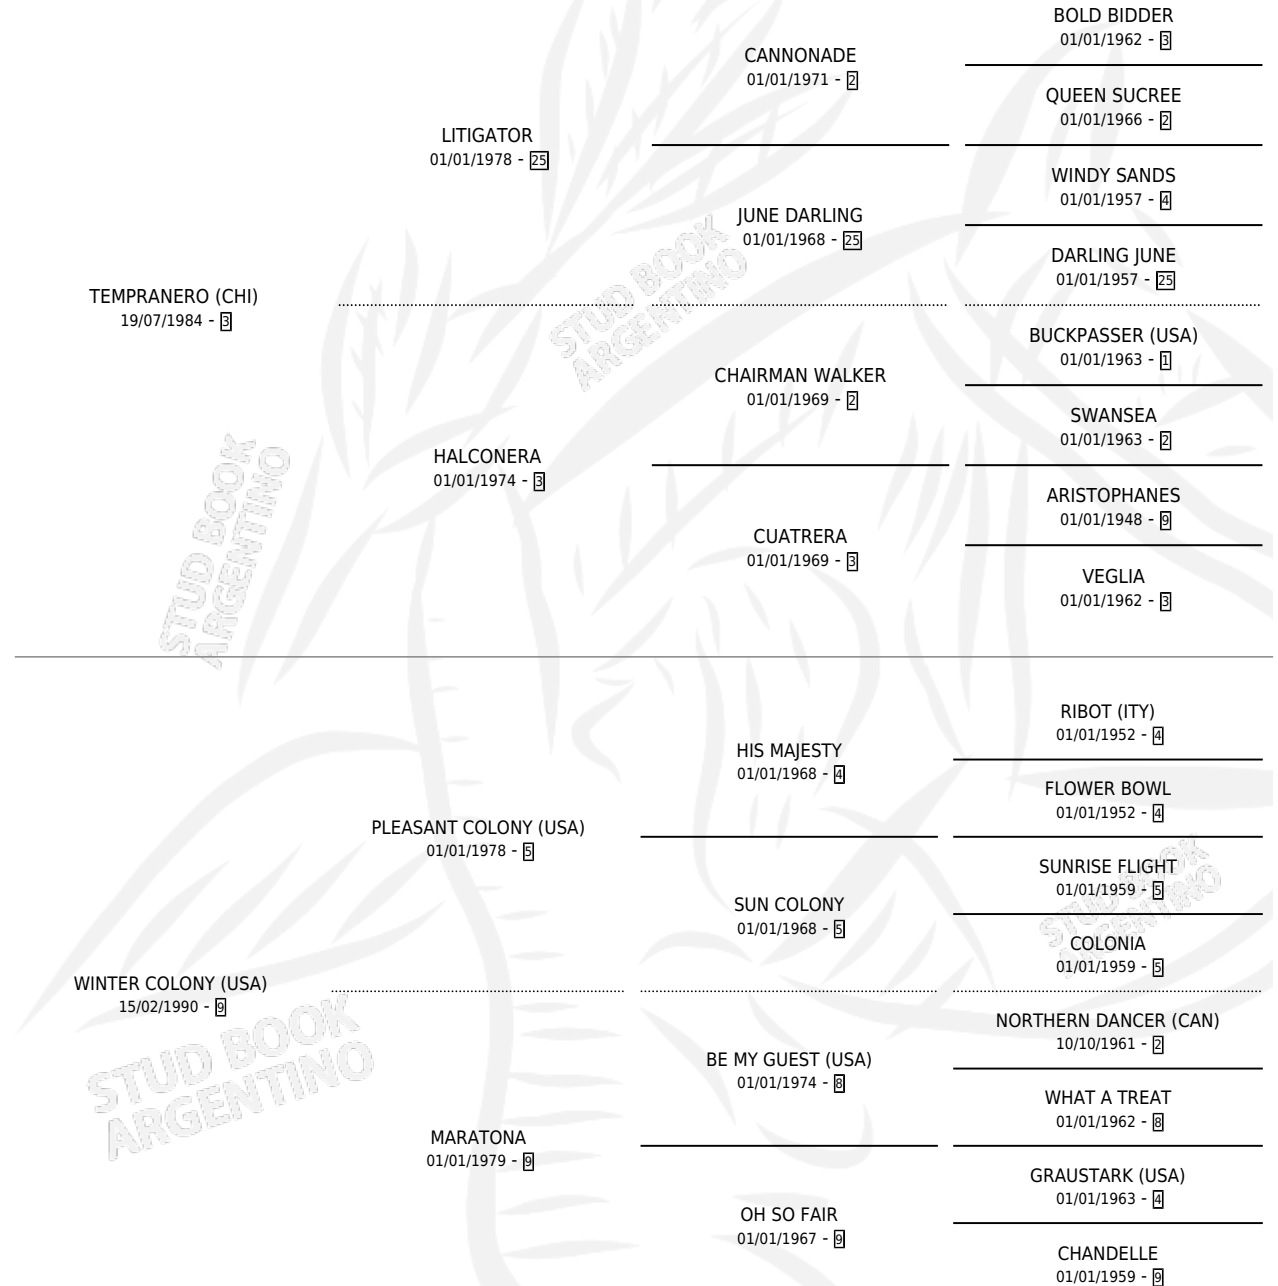 BOLD BIDDER
01/01/1962 - 3
CANNONADE
01/01/1971 - 2
QUEEN SUCREE
01/01/1966 - 2
LITIGATOR
01/01/1978 - 25
WINDY SANDS
01/01/1957 - 4
JUNE DARLING
01/01/1968 - 25
DARLING JUNE
01/01/1957 - 25
TEMPRANERO (CHI)
19/07/1984 - 3
BUCKPASSER (USA)
01/01/1963 - 1
CHAIRMAN WALKER
01/01/1969 - 2
SWANSEA
01/01/1963 - 2
HALCONERA
01/01/1974 - 3
ARISTOPHANES
01/01/1948 - 9
CUATRERA
01/01/1969 - 3
VEGLIA
01/01/1962 - 3
RIBOT (ITY)
01/01/1952 - 4
HIS MAJESTY
01/01/1968 - 4
FLOWER BOWL
01/01/1952 - 4
PLEASANT COLONY (USA)
01/01/1978 - 5
SUNRISE FLIGHT
01/01/1959 - 5
SUN COLONY
01/01/1968 - 5
COLONIA
01/01/1959 - 5
WINTER COLONY (USA)
15/02/1990 - 9
NORTHERN DANCER (CAN)
10/10/1961 - 2
BE MY GUEST (USA)
01/01/1974 - 8
WHAT A TREAT
01/01/1962 - 8
MARATONA
01/01/1979 - 9
GRAUSTARK (USA)
01/01/1963 - 4
OH SO FAIR
01/01/1967 - 9
CHANDELLE
01/01/1959 - 9
STUD BOOK
ARGENTINO
STUD BOOK
ARGENTINO
STUD BOOK
ARGENTINO
STUD BOOK
ARGENTINO